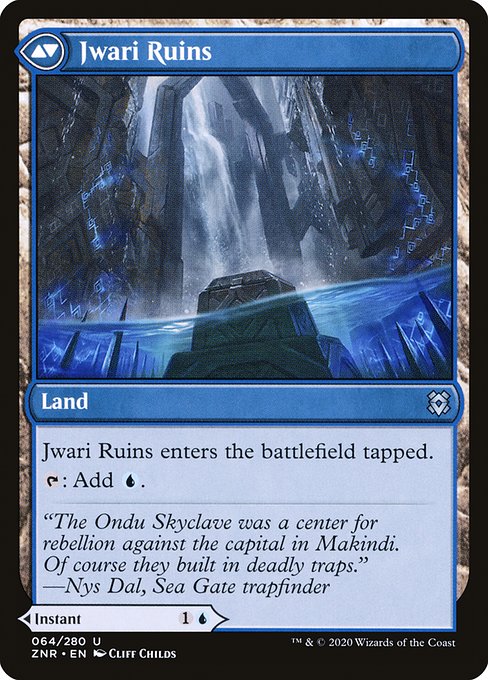 Jwari Ruins
Land
Jwari Ruins enters the battlefield tapped.
: Add .
“The Ondu Skyclave was a center for
rebellion against the capital in Makindi.
Of course they built in deadly traps.”
—Nys Dal, Sea Gate trapfinder
Instant 1
064/280 U
ZNR • EN Cliff Childs
™ & © 2020 Wizards of the Coast